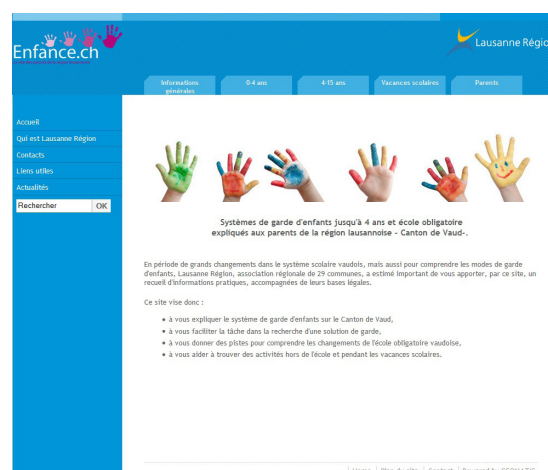 Enfance.ch
Lausanne Régio
Informations générales
0-4 ans
4-15 ans
Vacances scolaires
Parents
Accueil
Qui est Lausanne Région
Contacts
Liens utiles
Actualités
Rechercher
OK
Systèmes de garde d'enfants jusqu'à 4 ans et école obligatoire
expliqués aux parents de la région lausannoise - Canton de Vaud-.
En période de grands changements dans le système scolaire vaudois, mais aussi pour comprendre les modes de garde
d'enfants, Lausanne Région, association régionale de 29 communes, a estimé important de vous apporter, par ce site, un
recueil d'informations pratiques, accompagnées de leurs bases légales.
Ce site vise donc :
• à vous expliquer le système de garde d'enfants sur le Canton de Vaud,
• à vous faciliter la tâche dans la recherche d'une solution de garde,
• à vous donner des pistes pour comprendre les changements de l'école obligatoire vaudoise,
• à vous aider à trouver des activités hors de l'école et pendant les vacances scolaires.